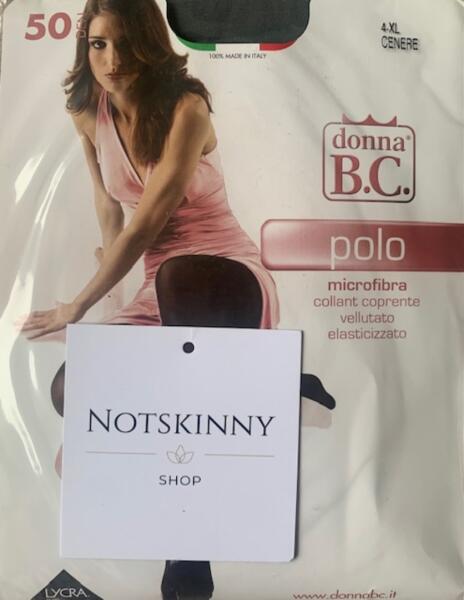 50 DEN
100% MADE IN ITALY
4-XL
CENERE
donna®
B.C.
polo
microfibra
collant coprente
vellutato
elasticizzato
NOTSKINNY
SHOP
LYCRA
www.donnabc.it